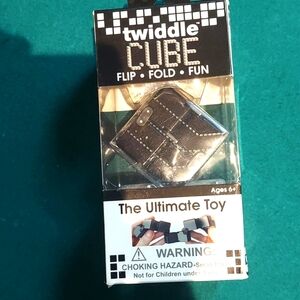 twiddle
CUBE
FLIP • FOLD • FUN
Ages 6+
The Ultimate Toy
WARNING
CHOKING HAZARD-
Not for Children under